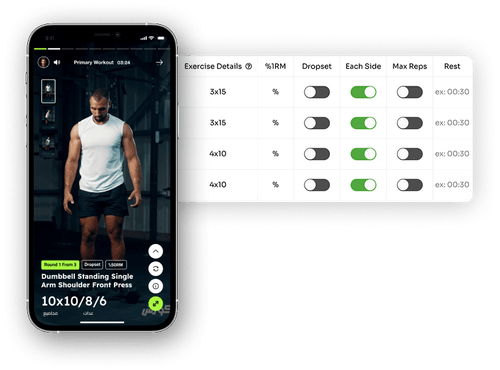 Primary Workout 03:24
Round 1 From 3 Dropset %50RM
Dumbbell Standing Single
Arm Shoulder Front Press
10x10/8/6
مجاميع عدات
Exercise Details %1RM Dropset Each Side Max Reps Rest
3x15 % ex: 00:30
3x15 % ex: 00:30
4x10 % ex: 00:30
4x10 % ex: 00:30